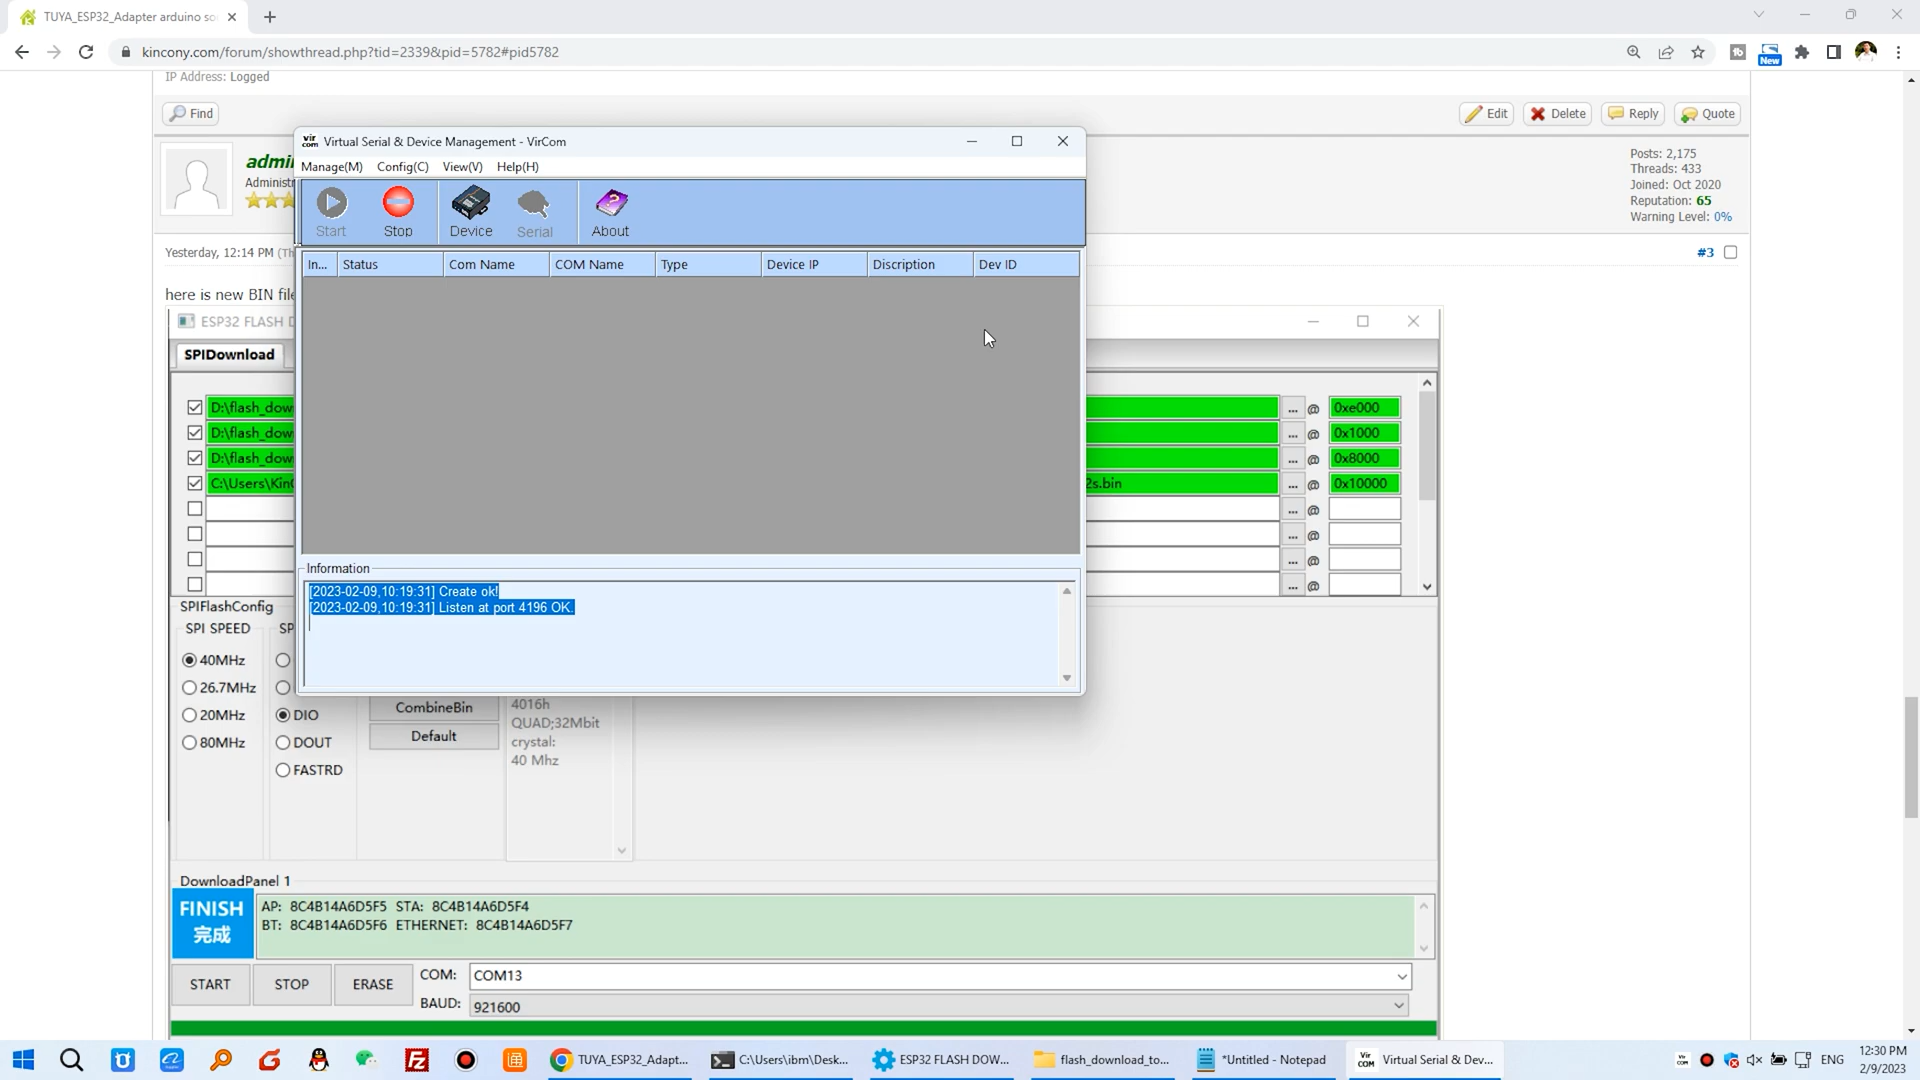 TUYA_ESP32_Adapter arduino so
kincony.com/forum/showthread.php?tid=2339&pid=5782#pid5782
New
IP Address: Logged
Find
Edit
Delete
Reply
Quote
Administ
Posts: 2,175
Threads: 433
Joined: Oct 2020
Reputation: 65
Warning Level: 0%
Yesterday, 12:14 PM
#3
here is new BIN file
Vir com
Virtual Serial & Device Management - VirCom
Manage(M) Config(C) View(V) Help(H)
Start
Stop
Device
Serial
About
In... Status Com Name COM Name Type Device IP Discription Dev ID
Information
[2023-02-09,10:19:31] Create ok!
[2023-02-09,10:19:31] Listen at port 4196 OK.
ESP32 FLASH D
SPIDownload
D:\flash_dow ... @ 0xe000
D:\flash_dow ... @ 0x1000
D:\flash_dow ... @ 0x8000
C:\Users\Kin 2s.bin ... @ 0x10000
... @
... @
... @
... @
SPIFlashConfig
SPI SPEED
SP
40MHz
26.7MHz
20MHz
80MHz
DIO
DOUT
FASTRD
CombineBin
Default
4016h
QUAD;32Mbit
crystal:
40 Mhz
DownloadPanel 1
FINISH
完成
AP: 8C4B14A6D5F5 STA: 8C4B14A6D5F4
BT: 8C4B14A6D5F6 ETHERNET: 8C4B14A6D5F7
START
STOP
ERASE
COM: COM13
BAUD: 921600
TUYA_ESP32_Adapt...
C:\Users\ibm\Desk...
ESP32 FLASH DOW...
flash_download_to...
*Untitled - Notepad
Virtual Serial & Dev...
ENG
12:30 PM
2/9/2023